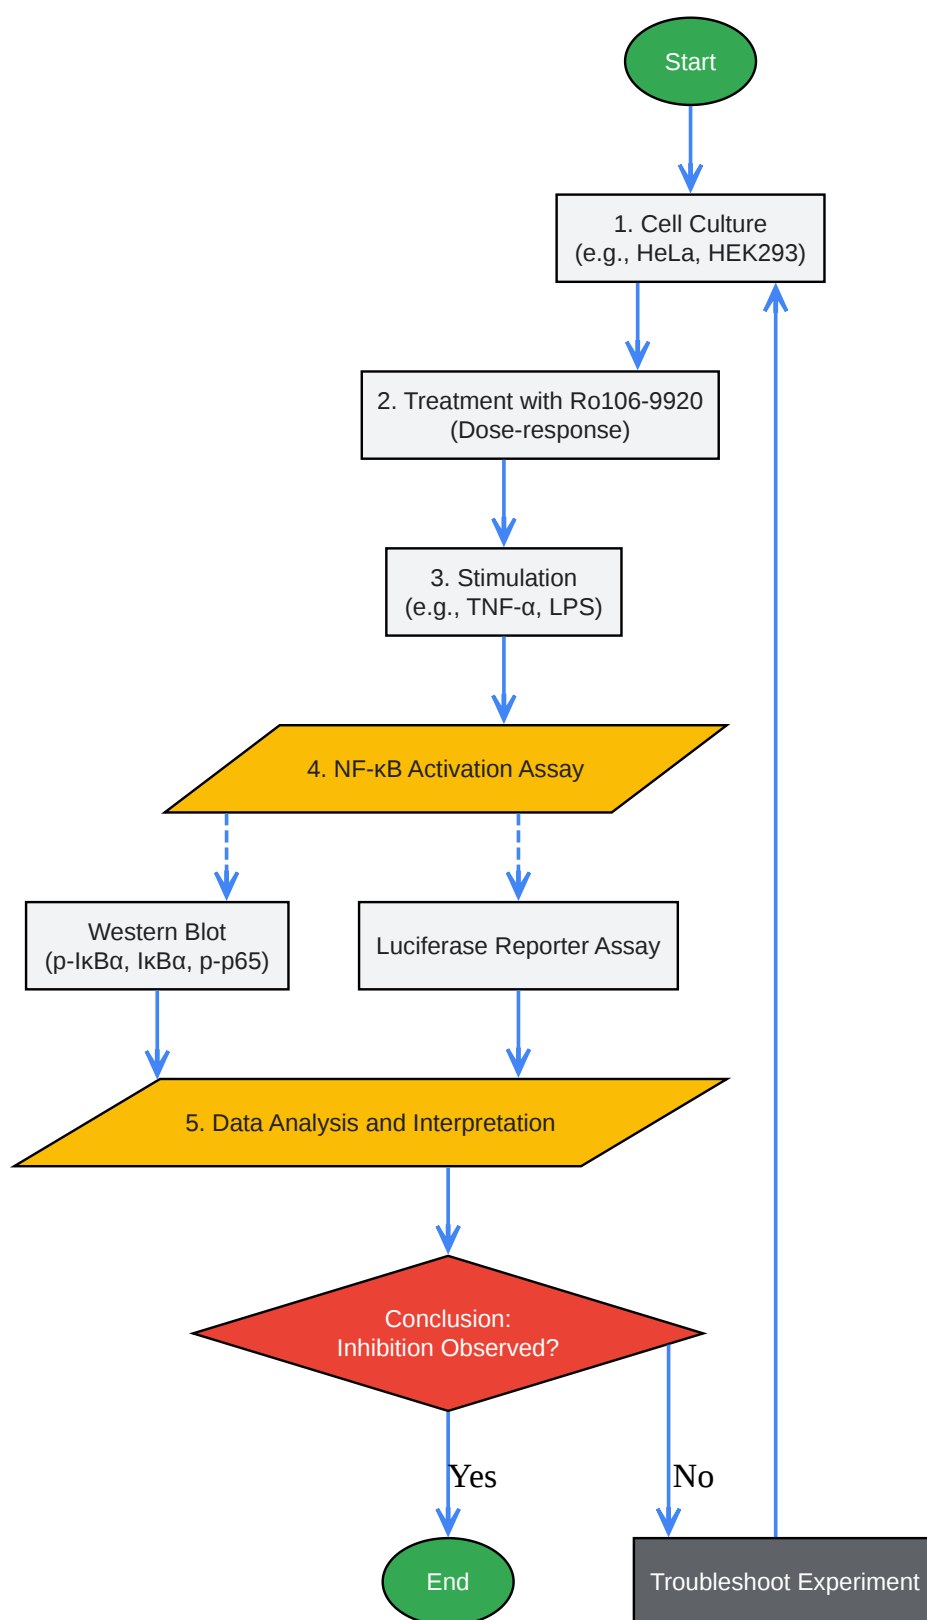 Start
1. Cell Culture
(e.g., HeLa, HEK293)
2. Treatment with Ro106-9920
(Dose-response)
3. Stimulation
(e.g., TNF-α, LPS)
4. NF-κB Activation Assay
Western Blot
(p-IκBα, IκBα, p-p65)
Luciferase Reporter Assay
5. Data Analysis and Interpretation
Conclusion:
Inhibition Observed?
Yes
No
End
Troubleshoot Experiment